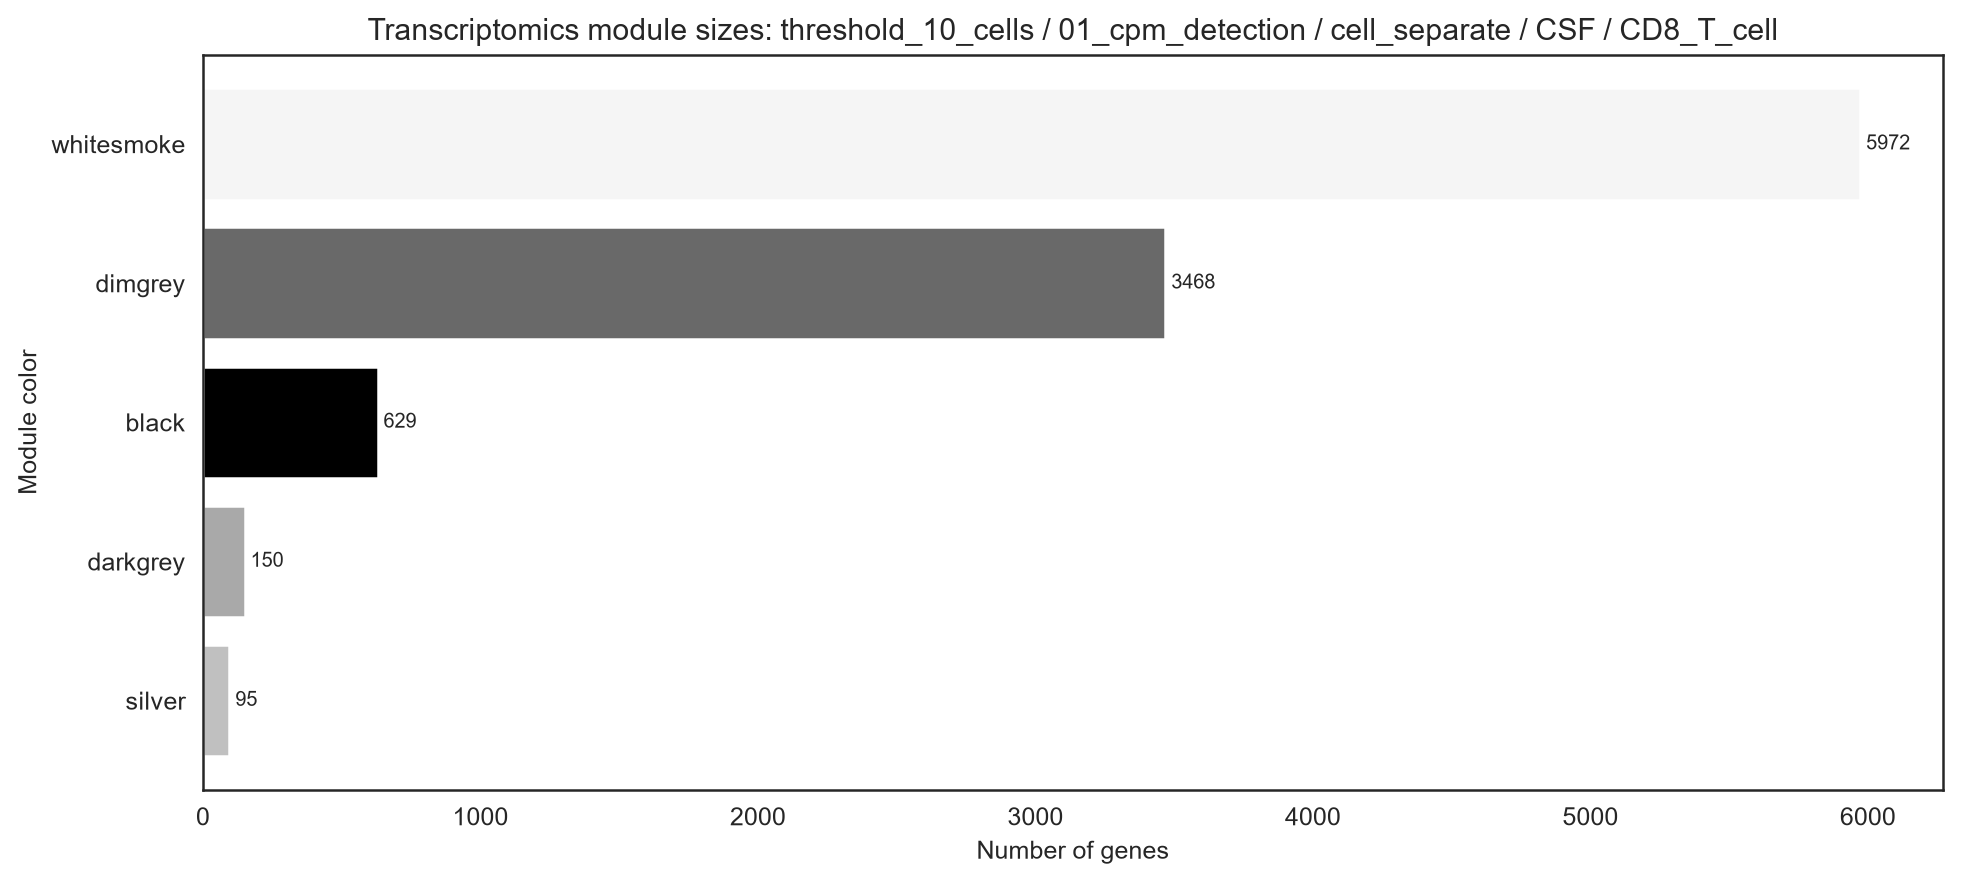 Transcriptomics module sizes: threshold_10_cells / 01_cpm_detection / cell_separate / CSF / CD8_T_cell
Module color
whitesmoke 5972
dimgrey 3468
black 629
darkgrey 150
silver 95
0 1000 2000 3000 4000 5000 6000
Number of genes